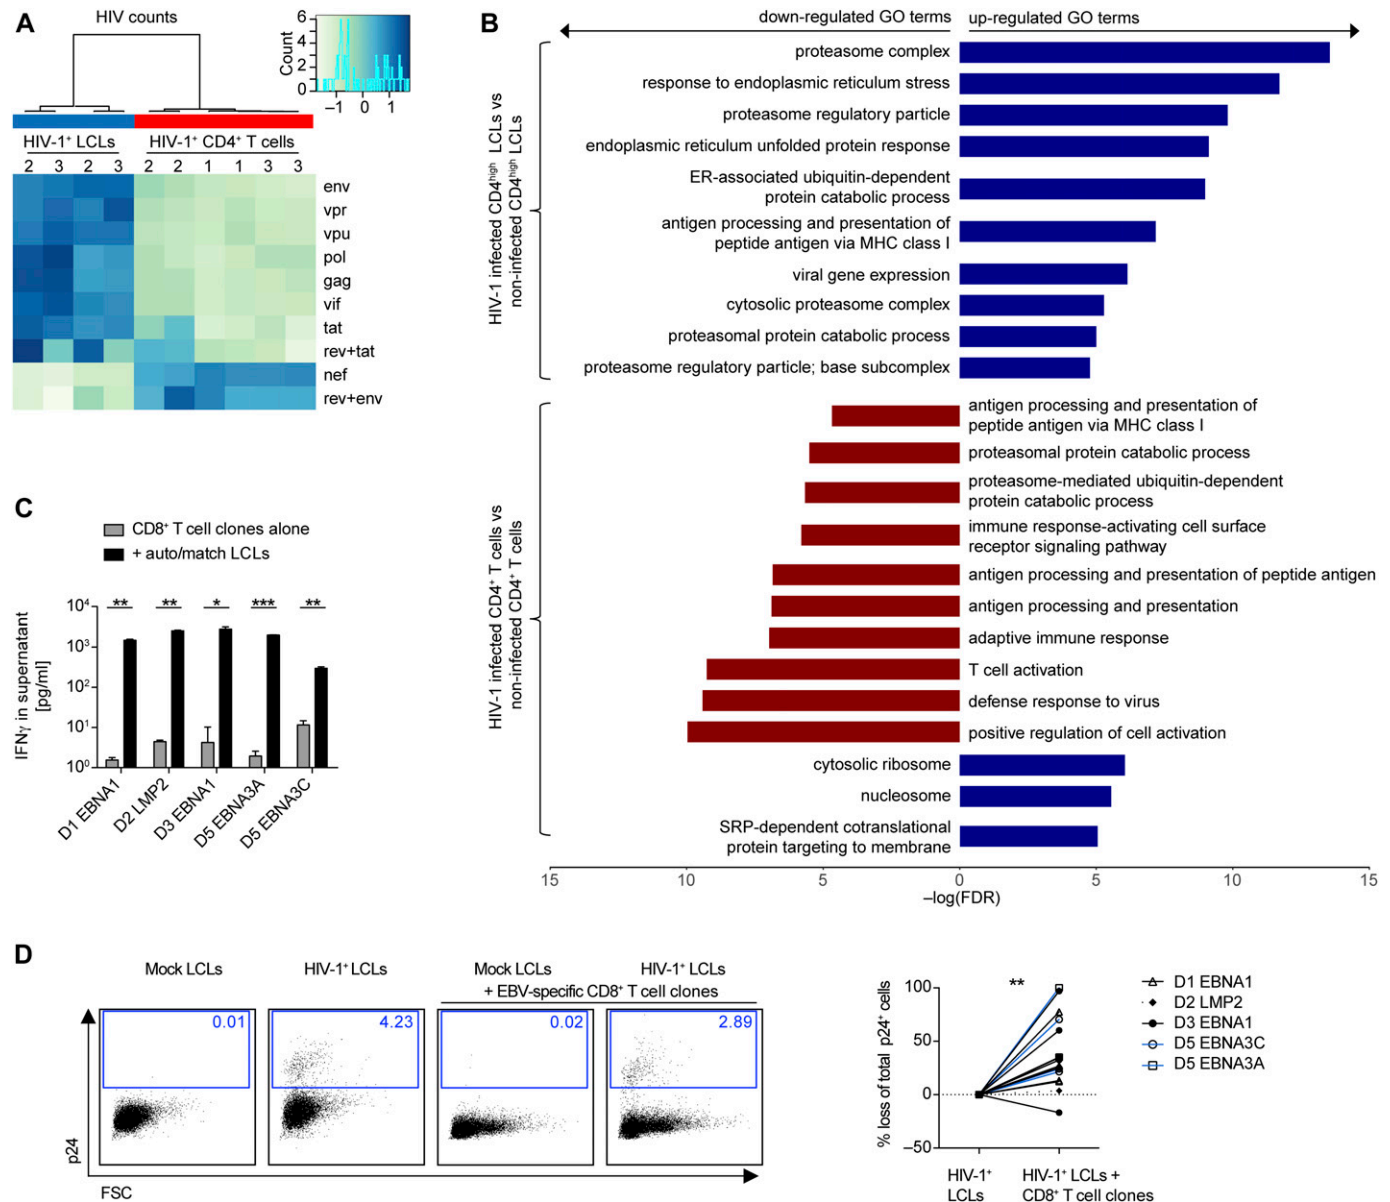 A
HIV counts
6
4
2
0
Count
−1 0 1
HIV-1⁺ LCLs
HIV-1⁺ CD4⁺ T cells
2 3 2 3 2 2 1 1 3 3
env
vpr
vpu
pol
gag
vif
tat
rev+tat
nef
rev+env
B
down-regulated GO terms
up-regulated GO terms
HIV-1 infected CD4ʰⁱᵍʰ LCLs vs
non-infected CD4ʰⁱᵍʰ LCLs
proteasome complex
response to endoplasmic reticulum stress
proteasome regulatory particle
endoplasmic reticulum unfolded protein response
ER-associated ubiquitin-dependent
protein catabolic process
antigen processing and presentation of
peptide antigen via MHC class I
viral gene expression
cytosolic proteasome complex
proteasomal protein catabolic process
proteasome regulatory particle; base subcomplex
HIV-1 infected CD4⁺ T cells vs
non-infected CD4⁺ T cells
antigen processing and presentation of
peptide antigen via MHC class I
proteasomal protein catabolic process
proteasome-mediated ubiquitin-dependent
protein catabolic process
immune response-activating cell surface
receptor signaling pathway
antigen processing and presentation of peptide antigen
antigen processing and presentation
adaptive immune response
T cell activation
defense response to virus
positive regulation of cell activation
cytosolic ribosome
nucleosome
SRP-dependent cotranslational
protein targeting to membrane
15 10 5 0 5 10 15
–log(FDR)
C
CD8⁺ T cell clones alone
+ auto/match LCLs
IFNγ in supernatant
[pg/ml]
10⁴
10³
10²
10¹
10⁰
** ** * *** **
D1 EBNA1
D2 LMP2
D3 EBNA1
D5 EBNA3A
D5 EBNA3C
D
Mock LCLs
HIV-1⁺ LCLs
Mock LCLs
HIV-1⁺ LCLs
+ EBV-specific CD8⁺ T cell clones
0.01
4.23
0.02
2.89
p24
FSC
% loss of total p24⁺ cells
100
50
0
−50
**
HIV-1⁺
LCLs
HIV-1⁺ LCLs +
CD8⁺ T cell clones
D1 EBNA1
D2 LMP2
D3 EBNA1
D5 EBNA3C
D5 EBNA3A